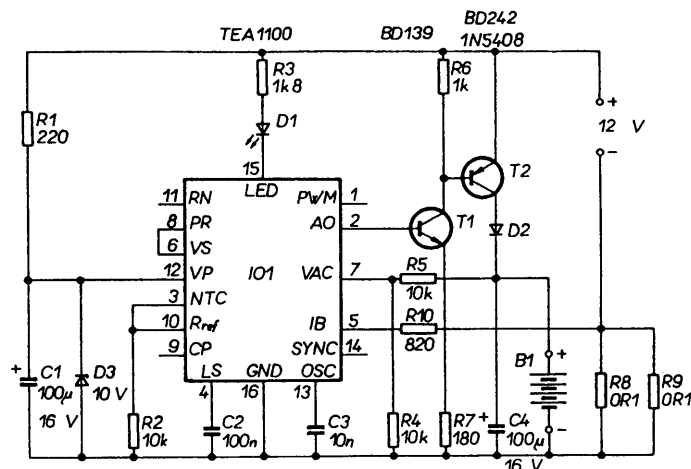 TEA1100
BD139
BD242
1N5408
R3
1k8
R6
1k
R1
220
D1
+
12 V
-
15
LED
T2
11 RN
PWM 1
8 PR
AO 2
T1
D2
6 VS
12 VP
IO1
VAC 7
R5
10k
3 NTC
10 Rref
IB 5
R10
820
9 CP
SYNC 14
LS
GND
OSC
4
16
13
+
C1
100µ
16 V
D3
10 V
R2
10k
C2
100n
C3
10n
R4
10k
R7
180
+
C4
100µ
16 V
B1
+
-
R8
0R1
R9
0R1